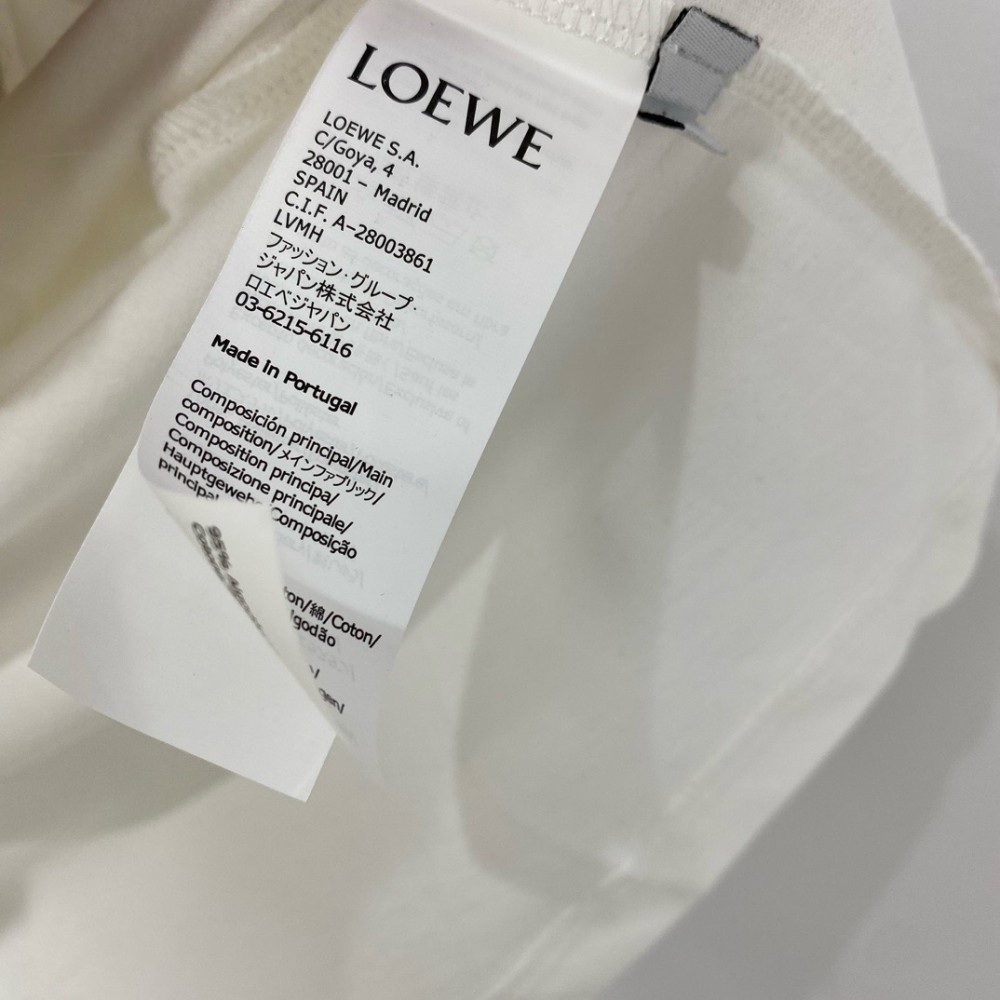 LOEWE
LOEWE S.A.
C/Goya, 4
28001 – Madrid
SPAIN
C.I.F. A–28003861
LVMH
ファッション・グループ・
ジャパン株式会社
ロエベジャパン
03-6215-6116
Made in Portugal
Composición principal/Main
composition/メインファブリック/
Composition principa/
Composizione principale/
Hauptgewebe Composição
principal
ton/綿/Coton/
lgodão